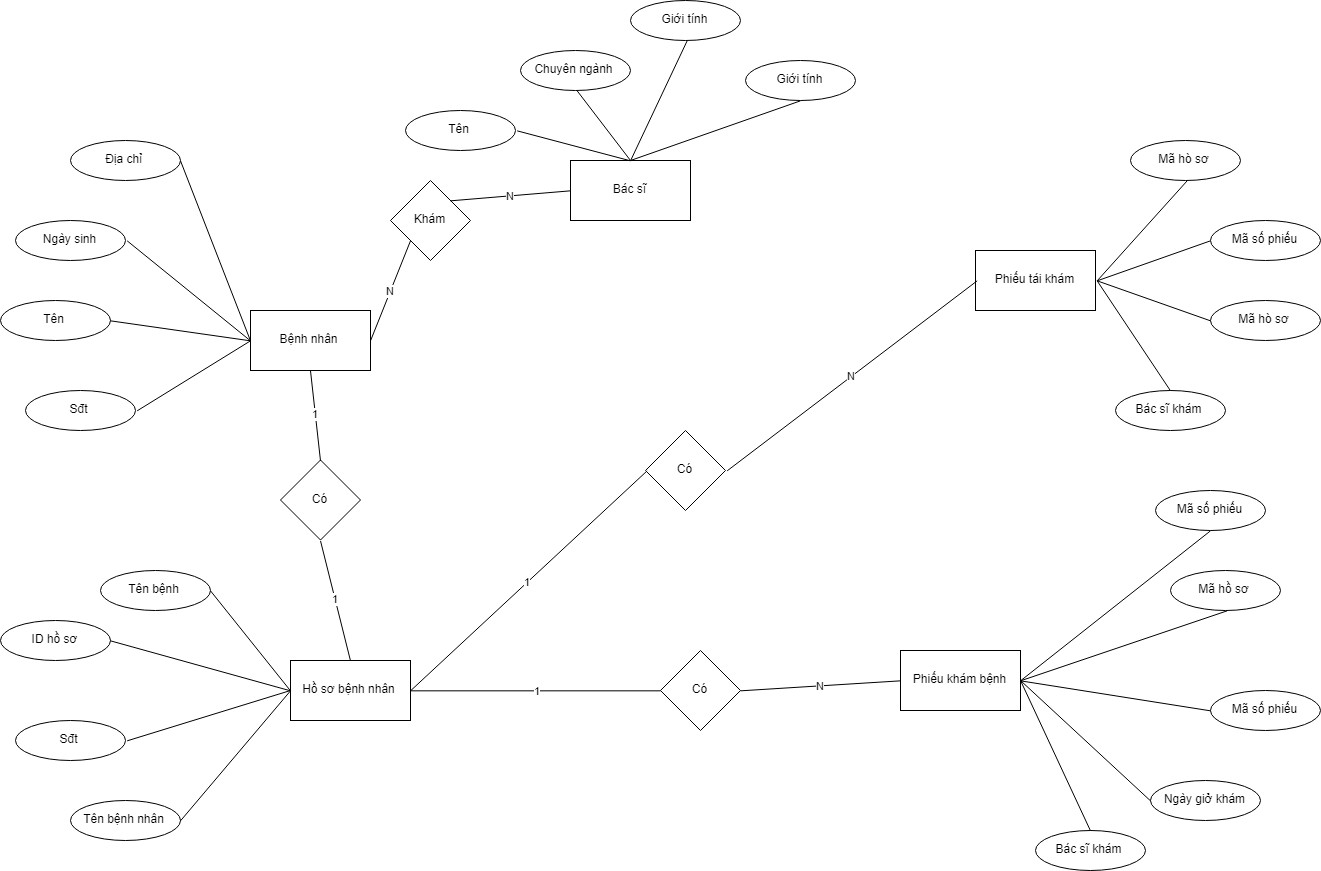 Giới tính
Chuyên ngành
Giới tính
Tên
Bác sĩ
Khám
N
N
Địa chỉ
Ngày sinh
Tên
Sđt
Bệnh nhân
1
Có
1
Mã hò sơ
Mã số phiếu
Phiếu tái khám
Mã hò sơ
Bác sĩ khám
N
Có
1
Tên bệnh
ID hồ sơ
Hồ sơ bệnh nhân
Sđt
Tên bệnh nhân
1
Có
N
Phiếu khám bệnh
Mã số phiếu
Mã hồ sơ
Mã số phiếu
Ngày giở khám
Bác sĩ khám